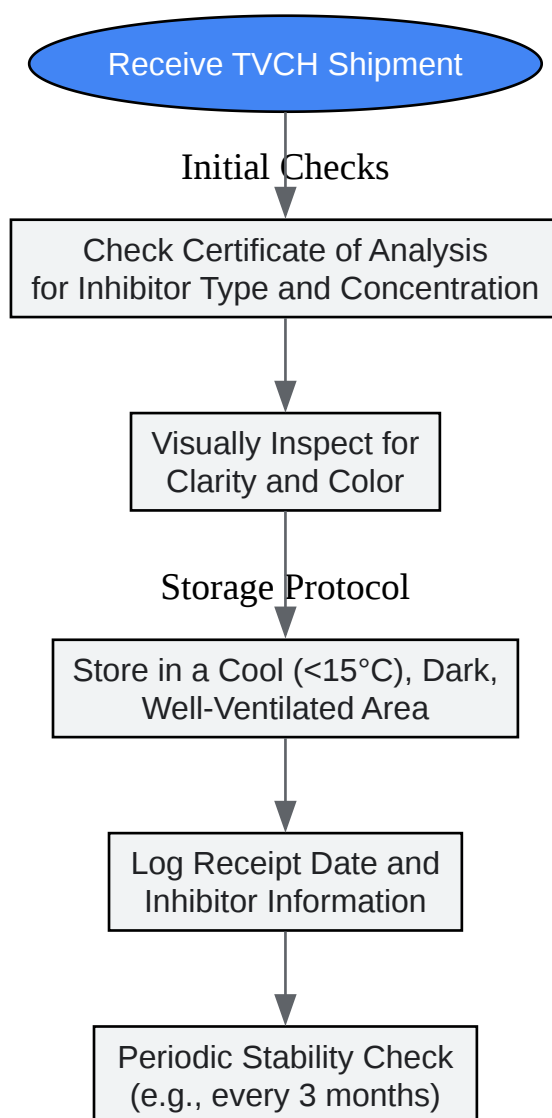 Receive TVCH Shipment
Initial Checks
Check Certificate of Analysis
for Inhibitor Type and Concentration
Visually Inspect for
Clarity and Color
Storage Protocol
Store in a Cool (<15°C), Dark,
Well-Ventilated Area
Log Receipt Date and
Inhibitor Information
Periodic Stability Check
(e.g., every 3 months)